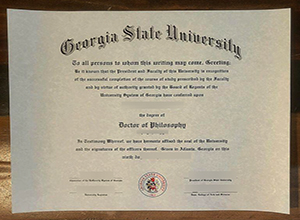 Georgia State University
To all persons to whom this writing may come, Greeting:
Be it known that the President and Faculty of this University in recognition
of the successful completion of the course of study prescribed by the Faculty
and by virtue of authority granted by the Board of Regents of the
University System of Georgia have conferred upon
the degree of
Doctor of Philosophy
In Testimony Whereof, we have hereunto affixed the seal of the University
and the signatures of the officers thereof. Given in Atlanta, Georgia on this